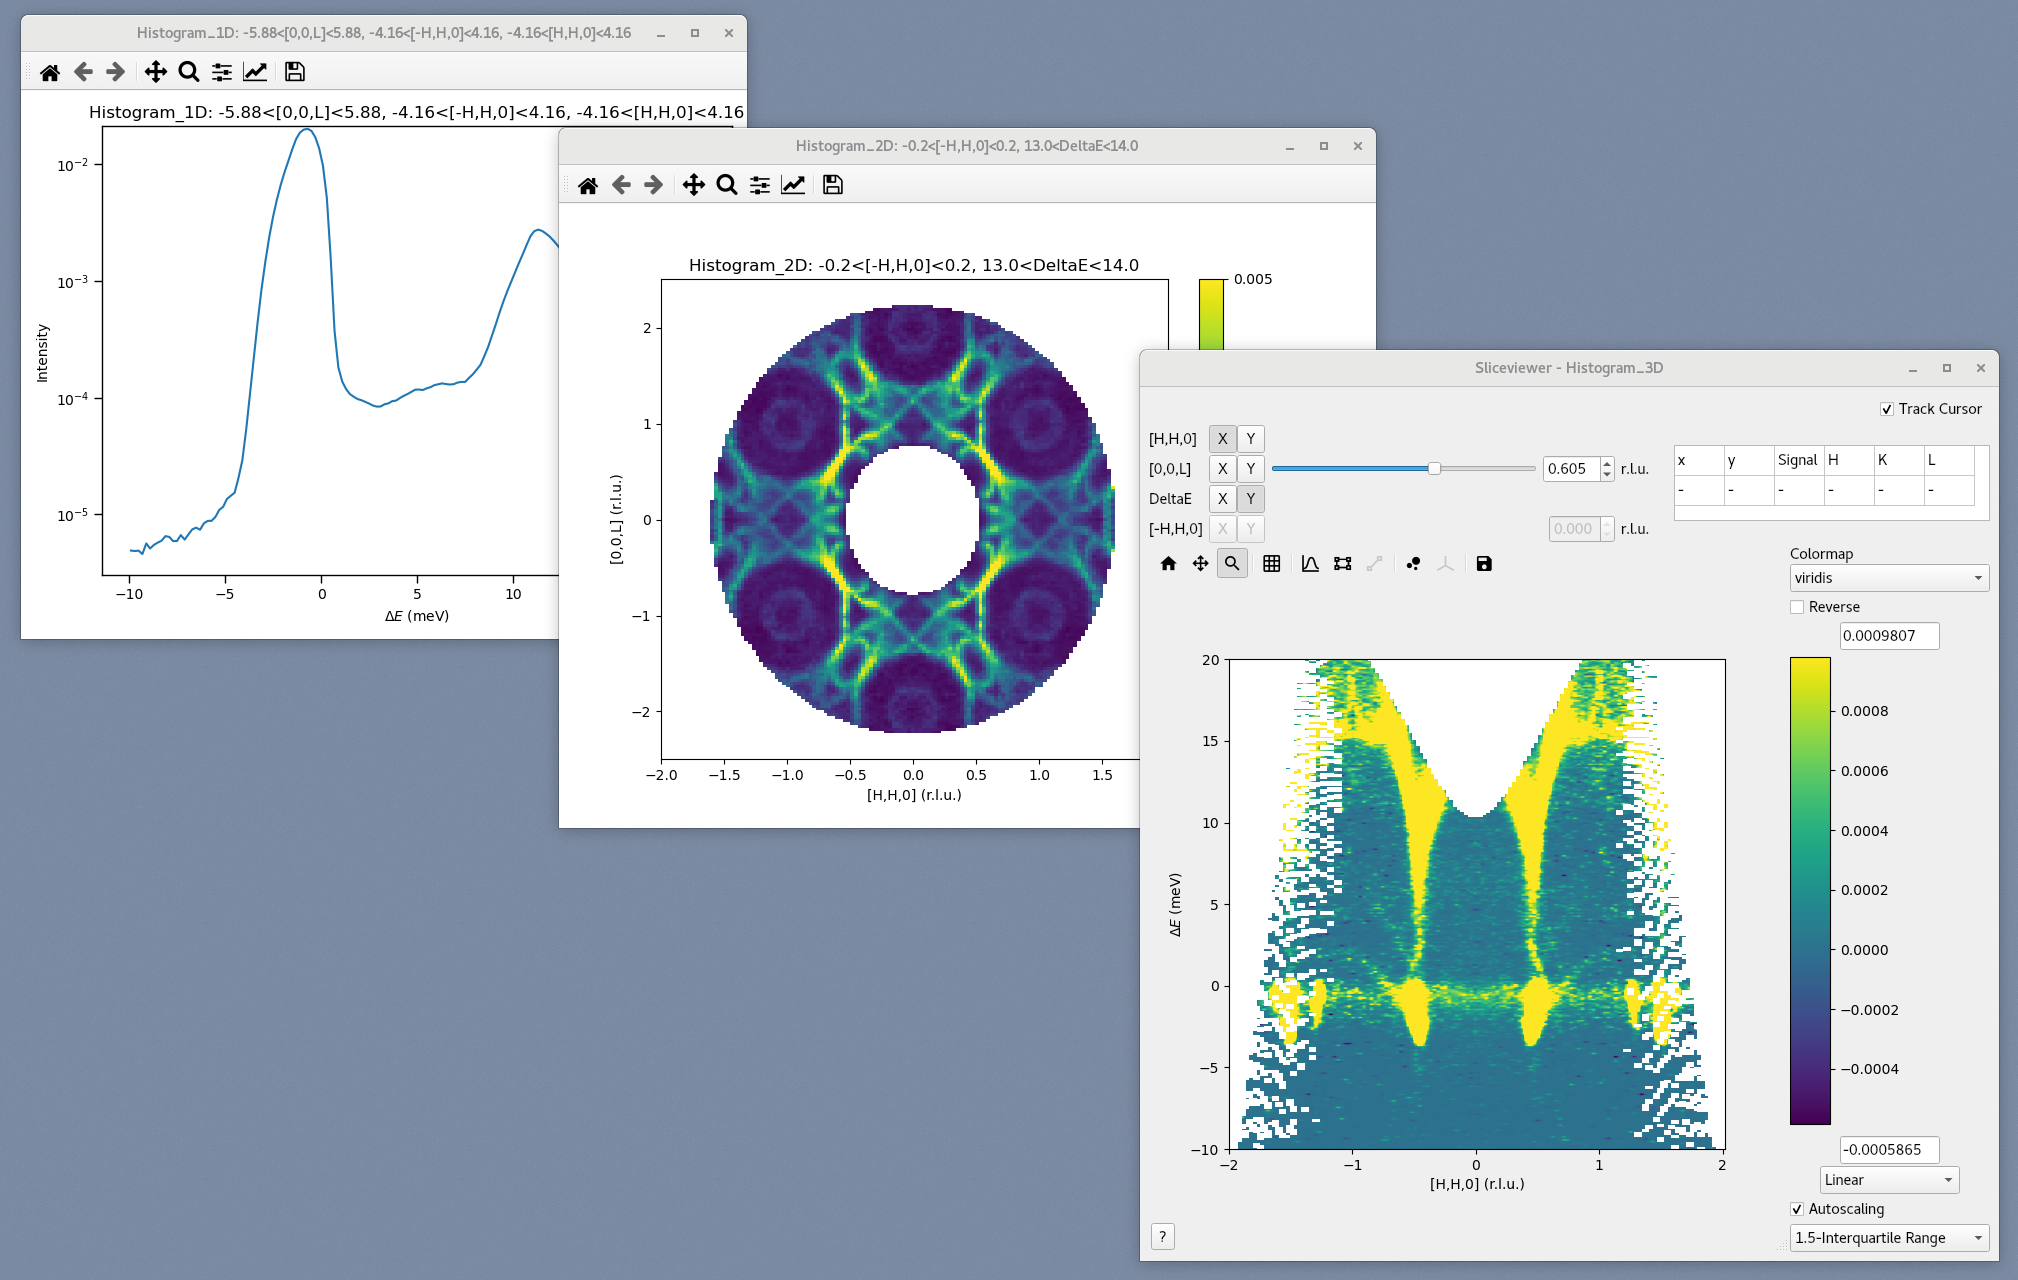 Histogram_1D: -5.88<[0,0,L]<5.88, -4.16<[-H,H,0]<4.16, -4.16<[H,H,0]<4.16
Histogram_1D: -5.88<[0,0,L]<5.88, -4.16<[-H,H,0]<4.16, -4.16<[H,H,0]<4.16
10⁻²
10⁻³
10⁻⁴
10⁻⁵
Intensity
−10 −5 0 5 10
ΔE (meV)
Histogram_2D: -0.2<[-H,H,0]<0.2, 13.0<DeltaE<14.0
Histogram_2D: -0.2<[-H,H,0]<0.2, 13.0<DeltaE<14.0
0.005
2
1
0
−1
−2
[0,0,L] (r.l.u.)
−2.0 −1.5 −1.0 −0.5 0.0 0.5 1.0 1.5
[H,H,0] (r.l.u.)
Sliceviewer - Histogram_3D
Track Cursor
[H,H,0] X Y
[0,0,L] X Y 0.605 r.l.u.
DeltaE X Y
[-H,H,0] X Y 0.000 r.l.u.
x y Signal H K L
- - - - - -
Colormap
viridis
Reverse
0.0009807
0.0008
0.0006
0.0004
0.0002
0.0000
−0.0002
−0.0004
-0.0005865
Linear
Autoscaling
1.5-Interquartile Range
20
15
10
5
0
−5
−10
ΔE (meV)
−2 −1 0 1 2
[H,H,0] (r.l.u.)
?